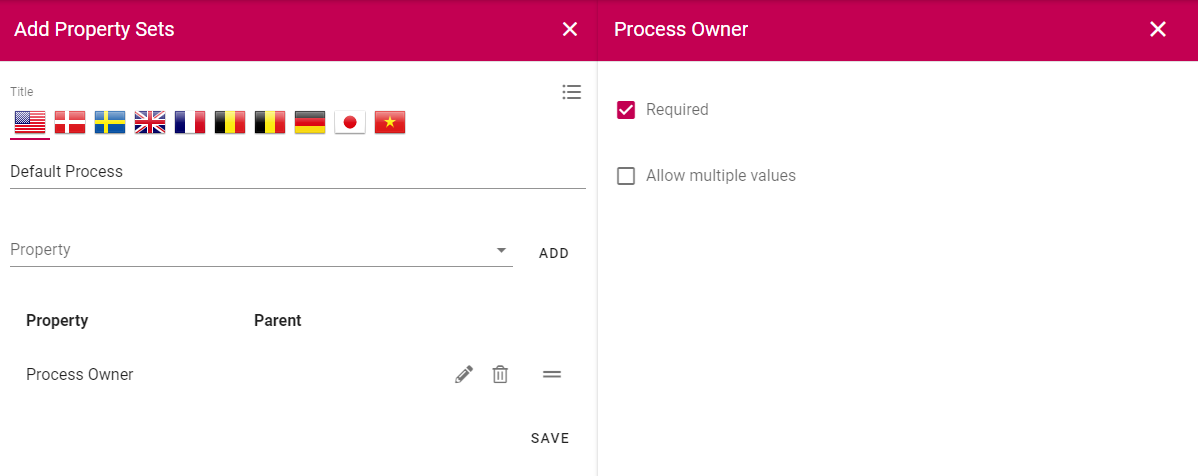 Add Property Sets
Title
Default Process
Property
ADD
Property Parent
Process Owner
SAVE
Process Owner
Required
Allow multiple values